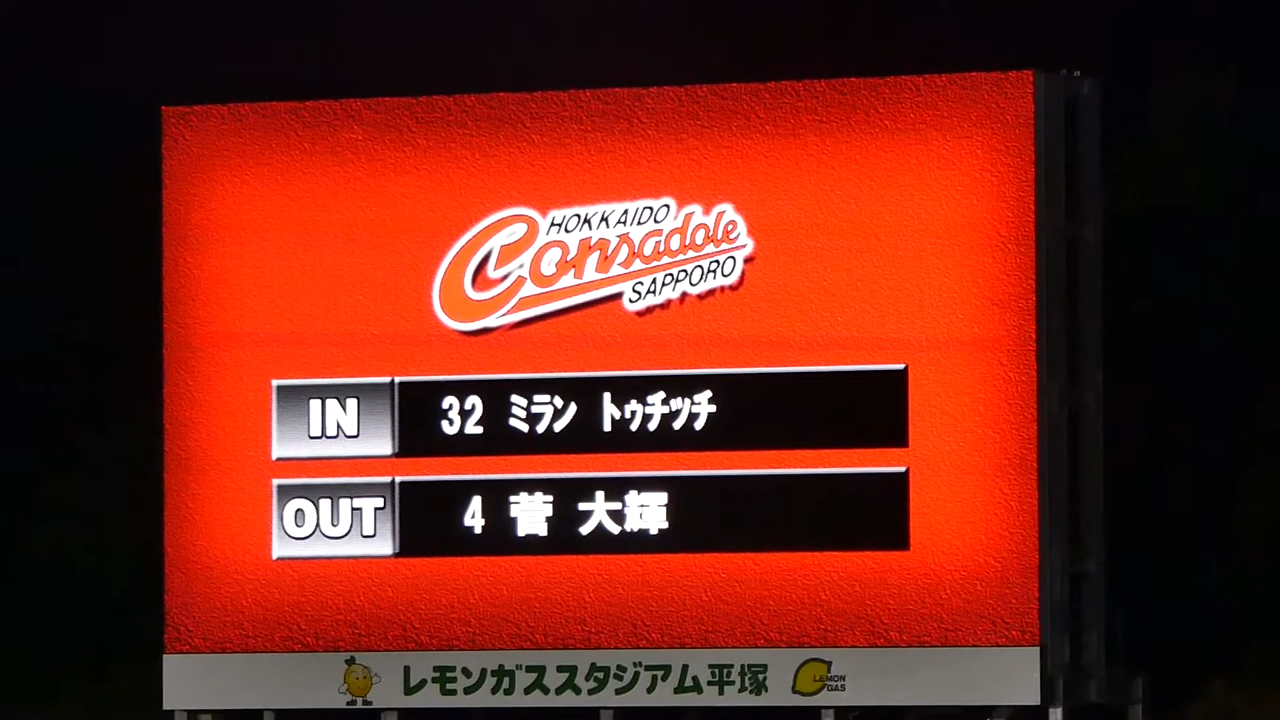 HOKKAIDO
Consadole
SAPPORO
IN 32 ミラン トゥチッチ
OUT 4 菅 大輝
レモンガススタジアム平塚 LEMON GAS